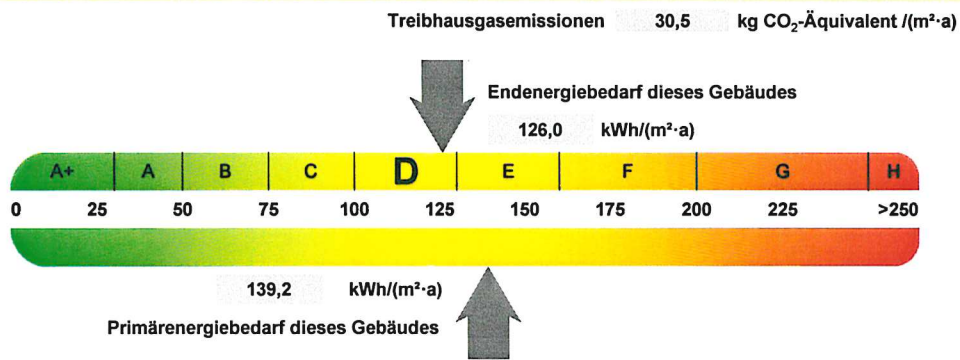 Treibhausgasemissionen 30,5 kg CO₂-Äquivalent /(m²·a)
Endenergiebedarf dieses Gebäudes
126,0 kWh/(m²·a)
A+ A B C D E F G H
0 25 50 75 100 125 150 175 200 225 >250
139,2 kWh/(m²·a)
Primärenergiebedarf dieses Gebäudes